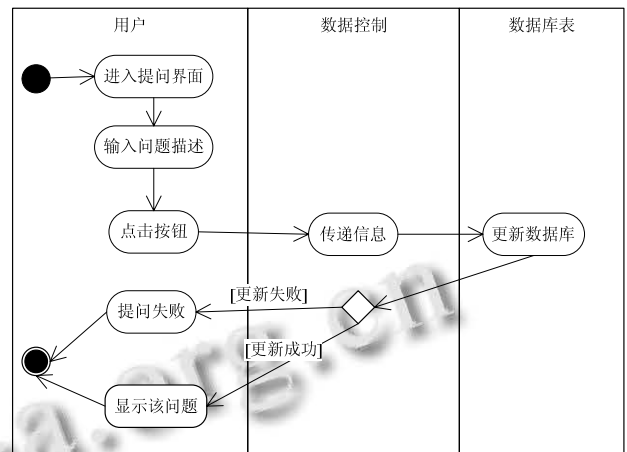 用户
数据控制
数据库表
进入提问界面
输入问题描述
点击按钮
传递信息
更新数据库
[更新失败]
提问失败
[更新成功]
显示该问题
a.org.cn